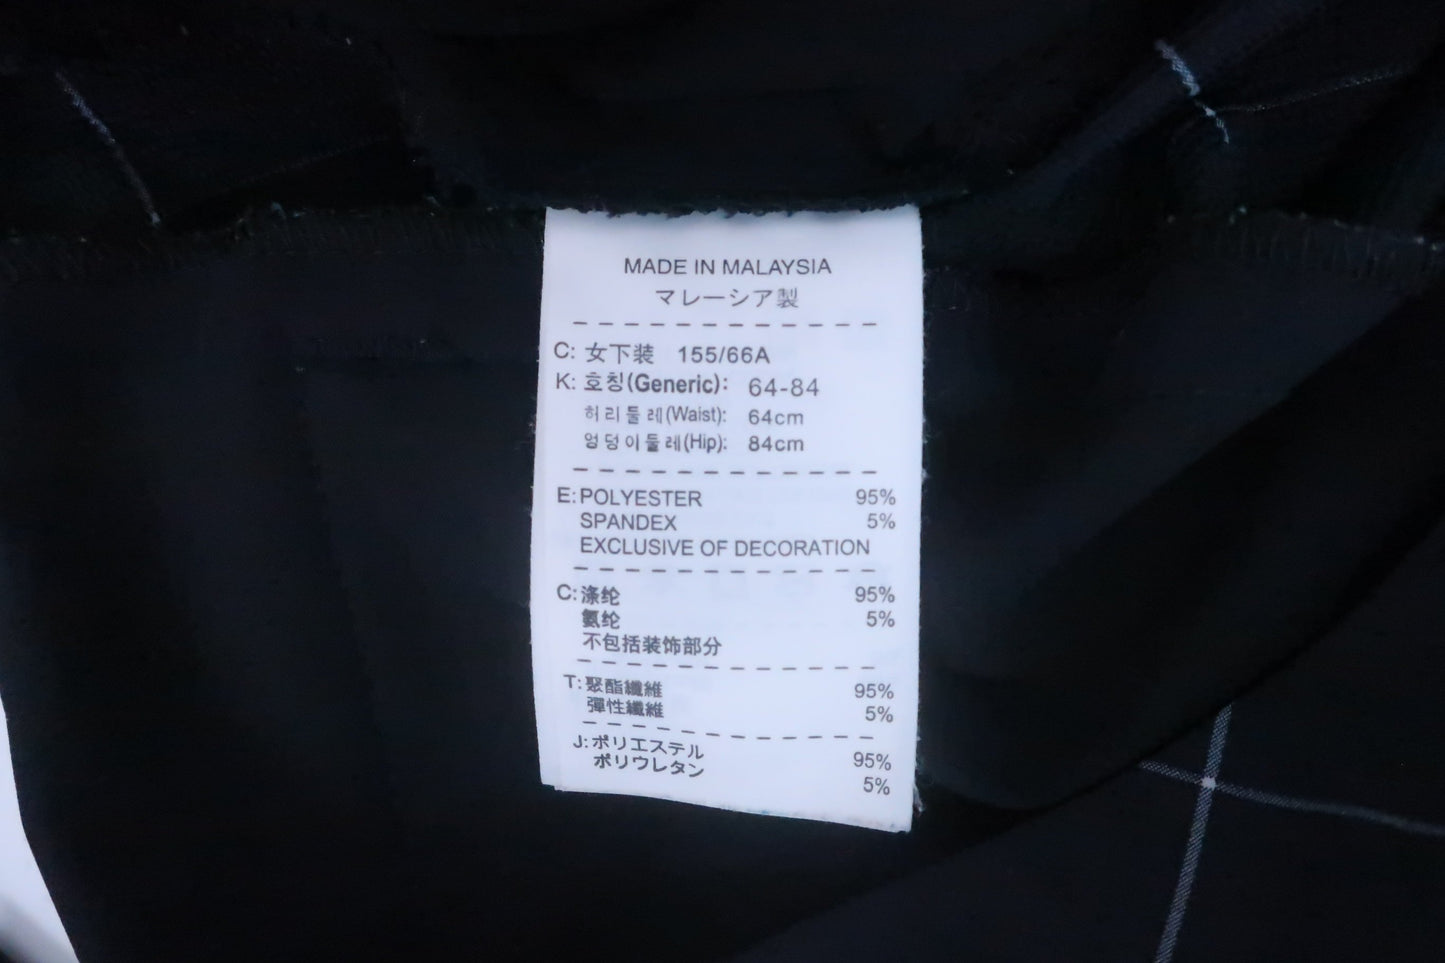 MADE IN MALAYSIA
マレーシア製
C: 女下装 155/66A
K: 호칭(Generic): 64-84
허리둘레(Waist): 64cm
엉덩이둘레(Hip): 84cm
E: POLYESTER 95%
SPANDEX 5%
EXCLUSIVE OF DECORATION
C: 涤纶 95%
氨纶 5%
不包括装饰部分
T: 聚酯纖維 95%
彈性纖維 5%
J: ポリエステル 95%
ポリウレタン 5%